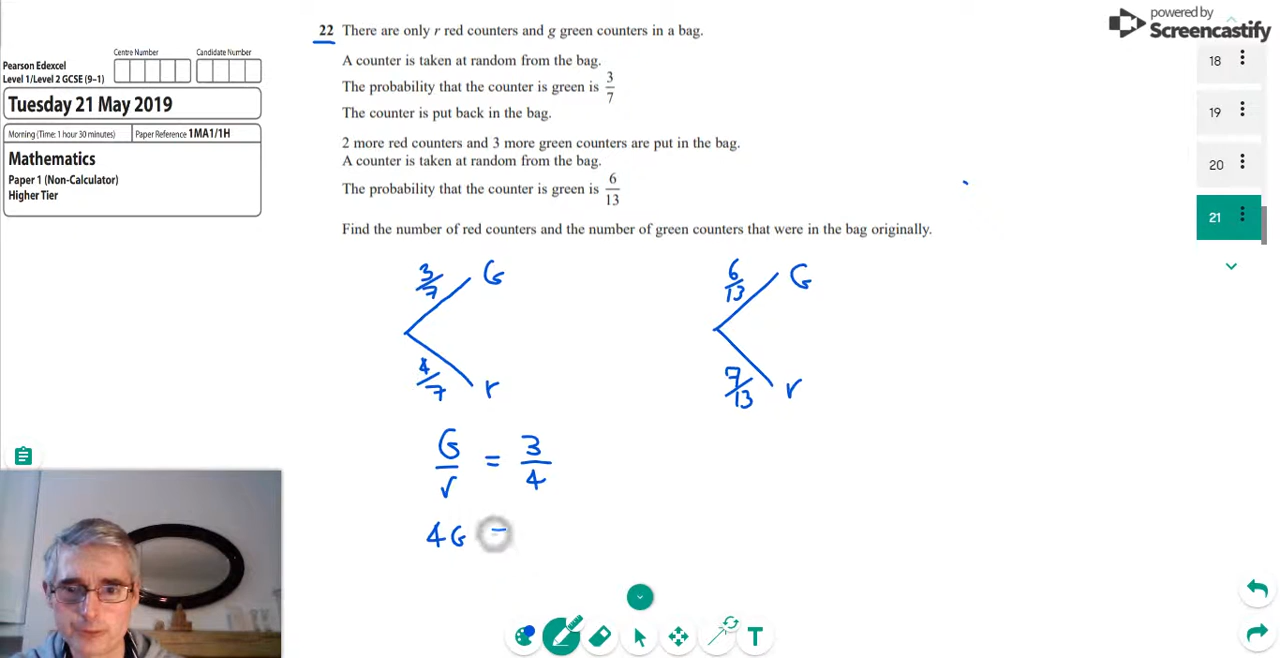 powered by
Screencastify
Centre Number
Candidate Number
Pearson Edexcel
Level 1/Level 2 GCSE (9–1)
Tuesday 21 May 2019
Morning (Time: 1 hour 30 minutes)
Paper Reference 1MA1/1H
Mathematics
Paper 1 (Non-Calculator)
Higher Tier
22 There are only r red counters and g green counters in a bag.
A counter is taken at random from the bag.
The probability that the counter is green is 3/7
The counter is put back in the bag.
2 more red counters and 3 more green counters are put in the bag.
A counter is taken at random from the bag.
The probability that the counter is green is 6/13
Find the number of red counters and the number of green counters that were in the bag originally.
3/7 G
4/7 r
6/13 G
7/13 r
G/r = 3/4
4G =
18
19
20
21
T